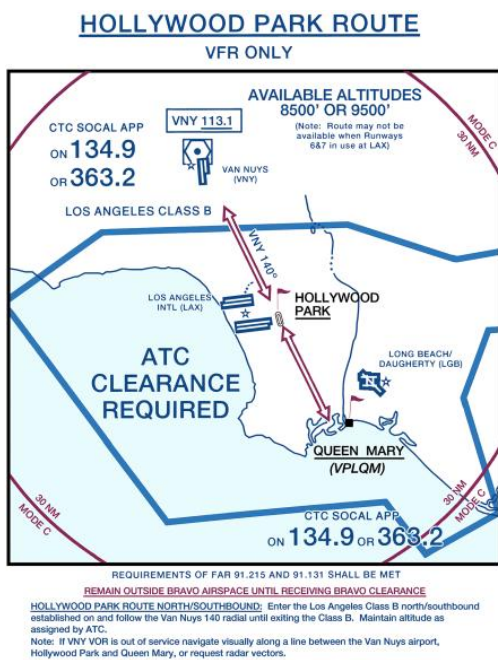 HOLLYWOOD PARK ROUTE
VFR ONLY
AVAILABLE ALTITUDES
8500' OR 9500'
(Note: Route may not be
available when Runways
6&7 in use at LAX)
MODE C
30 NM
VNY 113.1
CTC SOCAL APP
ON 134.9
OR 363.2
VAN NUYS
(VNY)
LOS ANGELES CLASS B
VNY 140°
LOS ANGELES
INTL (LAX)
HOLLYWOOD
PARK
ATC
CLEARANCE
REQUIRED
LONG BEACH/
DAUGHERTY (LGB)
QUEEN MARY
(VPLQM)
30 NM
MODE C
30 NM
MODE C
CTC SOCAL APP
ON 134.9 OR 363.2
REQUIREMENTS OF FAR 91.215 AND 91.131 SHALL BE MET
REMAIN OUTSIDE BRAVO AIRSPACE UNTIL RECEIVING BRAVO CLEARANCE
HOLLYWOOD PARK ROUTE NORTH/SOUTHBOUND: Enter the Los Angeles Class B north/southbound
established on and follow the Van Nuys 140 radial until exiting the Class B. Maintain altitude as
assigned by ATC.
Note: If VNY VOR is out of service navigate visually along a line between the Van Nuys airport,
Hollywood Park and Queen Mary, or request radar vectors.